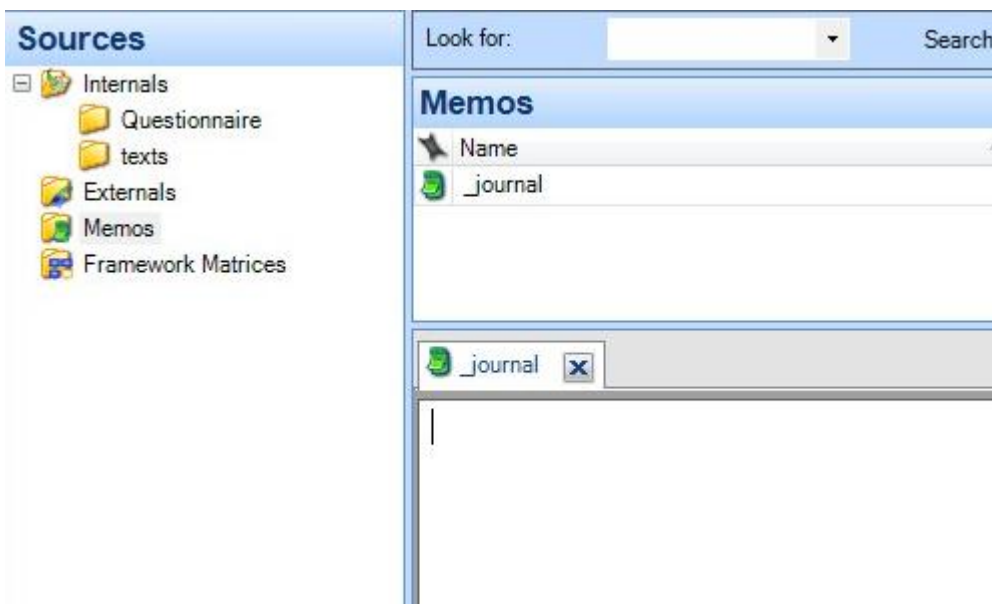 Sources
Internals
Questionnaire
texts
Externals
Memos
Framework Matrices
Look for:
Search
Memos
Name
_journal
_journal